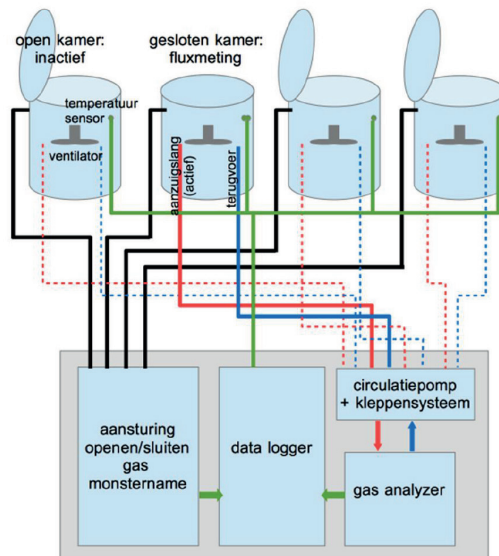 open kamer:
inactief
gesloten kamer:
fluxmeting
temperatuur
sensor
ventilator
aanzuigslang
(actief)
terugvoer
circulatiepomp
+ kleppensysteem
aansturing
openen/sluiten
gas
monstername
data logger
gas analyzer